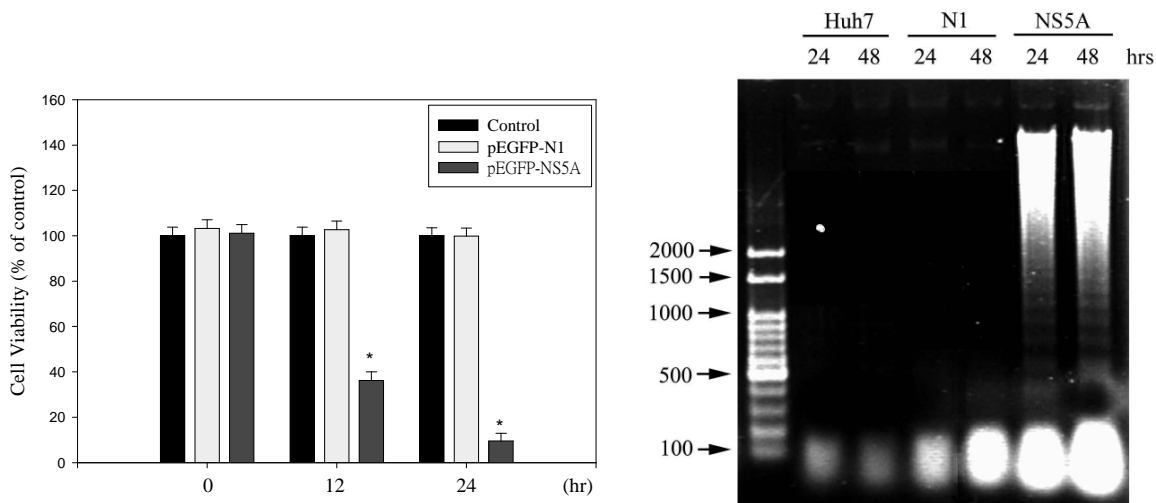 Cell Viability (% of control)
160
140
120
100
80
60
40
20
0
Control
pEGFP-N1
pEGFP-NS5A
*
*
0 12 24 (hr)
Huh7 N1 NS5A
24 48 24 48 24 48 hrs
2000
1500
1000
500
100